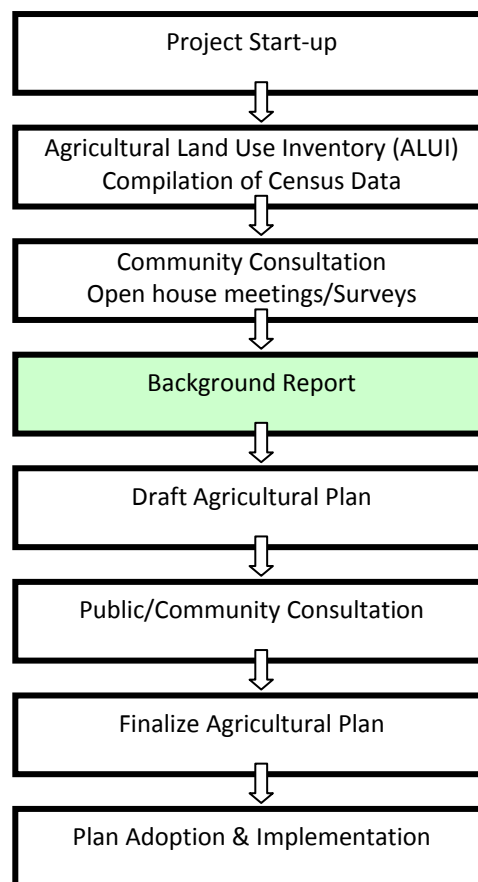 Project Start-up
Agricultural Land Use Inventory (ALUI)
Compilation of Census Data
Community Consultation
Open house meetings/Surveys
Background Report
Draft Agricultural Plan
Public/Community Consultation
Finalize Agricultural Plan
Plan Adoption & Implementation